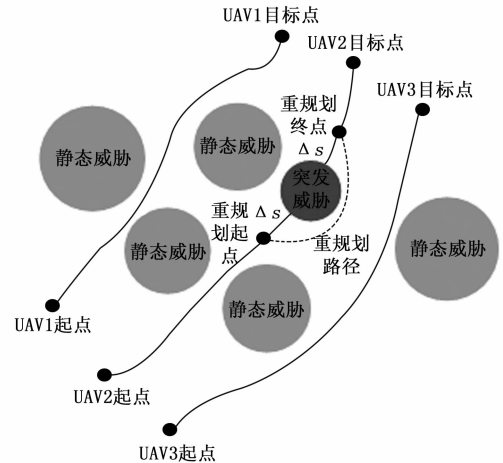 UAV1目标点
UAV2目标点
UAV3目标点
重规划
终点
Δs
静态威胁
静态威胁
突发
威胁
重规
划起
点
Δs
静态威胁
重规划
路径
静态威胁
静态威胁
UAV1起点
UAV2起点
UAV3起点